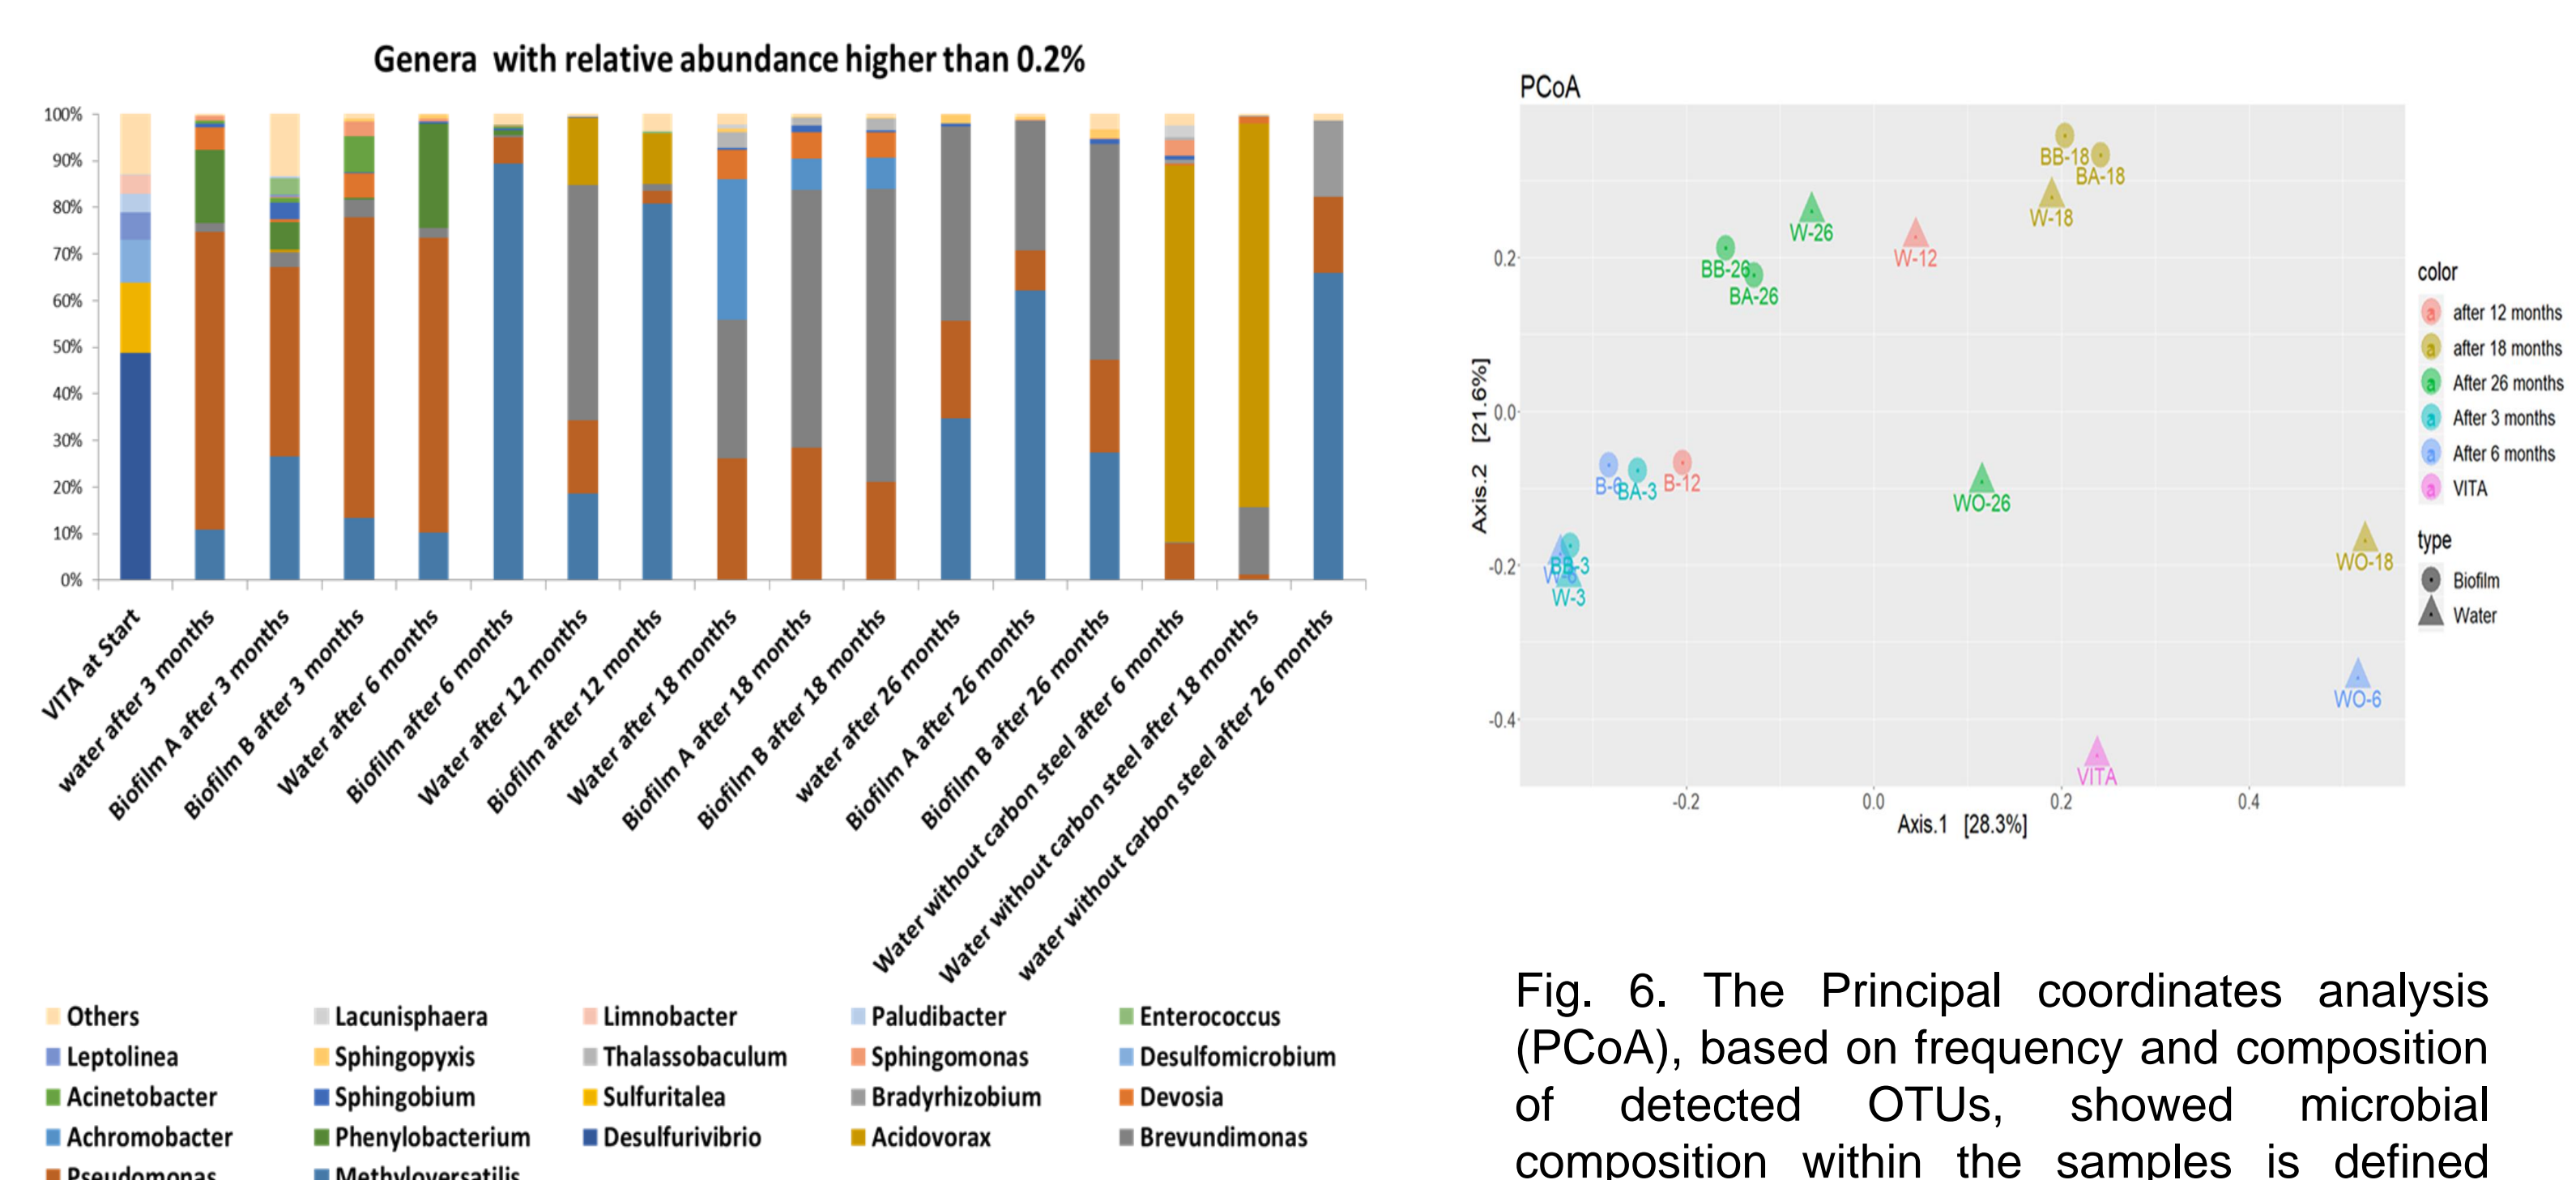 Genera with relative abundance higher than 0.2%
100%
90%
80%
70%
60%
50%
40%
30%
20%
10%
0%
VITA at Start
water after 3 months
Biofilm A after 3 months
Biofilm B after 3 months
Water after 6 months
Biofilm after 6 months
Water after 12 months
Biofilm after 12 months
Water after 18 months
Biofilm A after 18 months
Biofilm B after 18 months
water after 26 months
Biofilm A after 26 months
Biofilm B after 26 months
Water without carbon steel after 6 months
Water without carbon steel after 18 months
water without carbon steel after 26 months
Others Lacunisphaera Limnobacter Paludibacter Enterococcus
Leptolinea Sphingopyxis Thalassobaculum Sphingomonas Desulfomicrobium
Acinetobacter Sphingobium Sulfuritalea Bradyrhizobium Devosia
Achromobacter Phenylobacterium Desulfurivibrio Acidovorax Brevundimonas
Pseudomonas Methyloversatilis
PCoA
Axis.2 [21.6%]
0.2
0.0
-0.2
-0.4
BB-18
BA-18
W-18
W-26
W-12
BB-26
BA-26
B-6
BA-3
B-12
WO-26
BB-3
W-6
W-3
WO-18
WO-6
VITA
-0.2 0.0 0.2 0.4
Axis.1 [28.3%]
color
a after 12 months
a after 18 months
a After 26 months
a After 3 months
a After 6 months
a VITA
type
Biofilm
Water
Fig. 6. The Principal coordinates analysis
(PCoA), based on frequency and composition
of detected OTUs, showed microbial
composition within the samples is defined